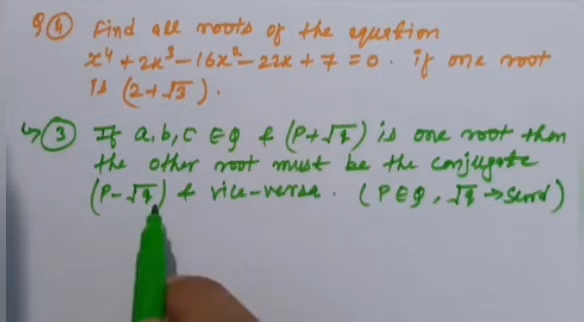 Q ④ Find all roots of the equation
x⁴ + 2x³ - 16x² - 22x + 7 = 0 . if one root
is (2+√3) .
↳ ③ If a, b, c ∈ Q & (P+√q) is one root then
the other root must be the conjugate
(P-√q) & vice-versa . (P ∈ Q , √q → Surd)